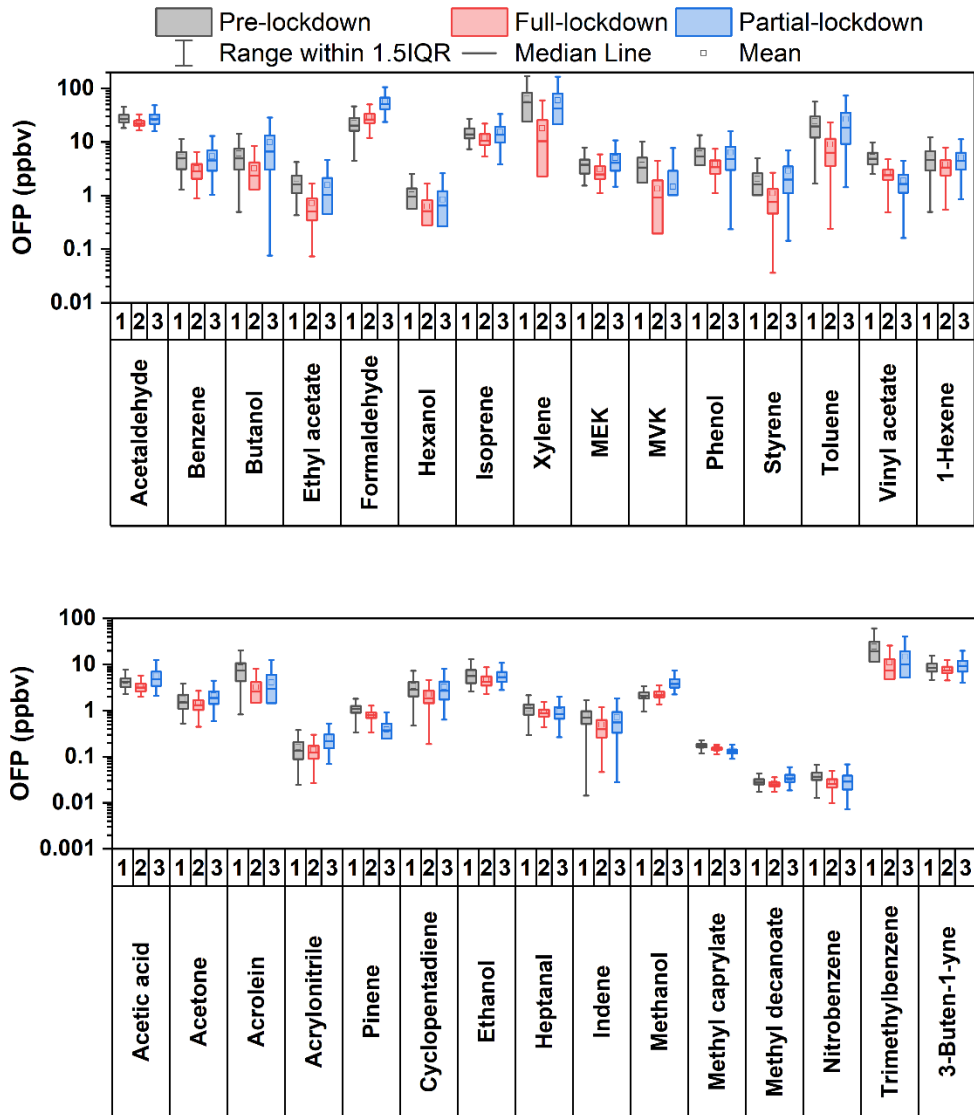 Pre-lockdown Full-lockdown Partial-lockdown
Range within 1.5IQR Median Line Mean
OFP (ppbv)
100
10
1
0.1
0.01
1 2 3 1 2 3 1 2 3 1 2 3 1 2 3 1 2 3 1 2 3 1 2 3 1 2 3 1 2 3 1 2 3 1 2 3 1 2 3 1 2 3 1 2 3
Acetaldehyde
Benzene
Butanol
Ethyl acetate
Formaldehyde
Hexanol
Isoprene
Xylene
MEK
MVK
Phenol
Styrene
Toluene
Vinyl acetate
1-Hexene
OFP (ppbv)
100
10
1
0.1
0.01
0.001
1 2 3 1 2 3 1 2 3 1 2 3 1 2 3 1 2 3 1 2 3 1 2 3 1 2 3 1 2 3 1 2 3 1 2 3 1 2 3 1 2 3 1 2 3
Acetic acid
Acetone
Acrolein
Acrylonitrile
Pinene
Cyclopentadiene
Ethanol
Heptanal
Indene
Methanol
Methyl caprylate
Methyl decanoate
Nitrobenzene
Trimethylbenzene
3-Buten-1-yne